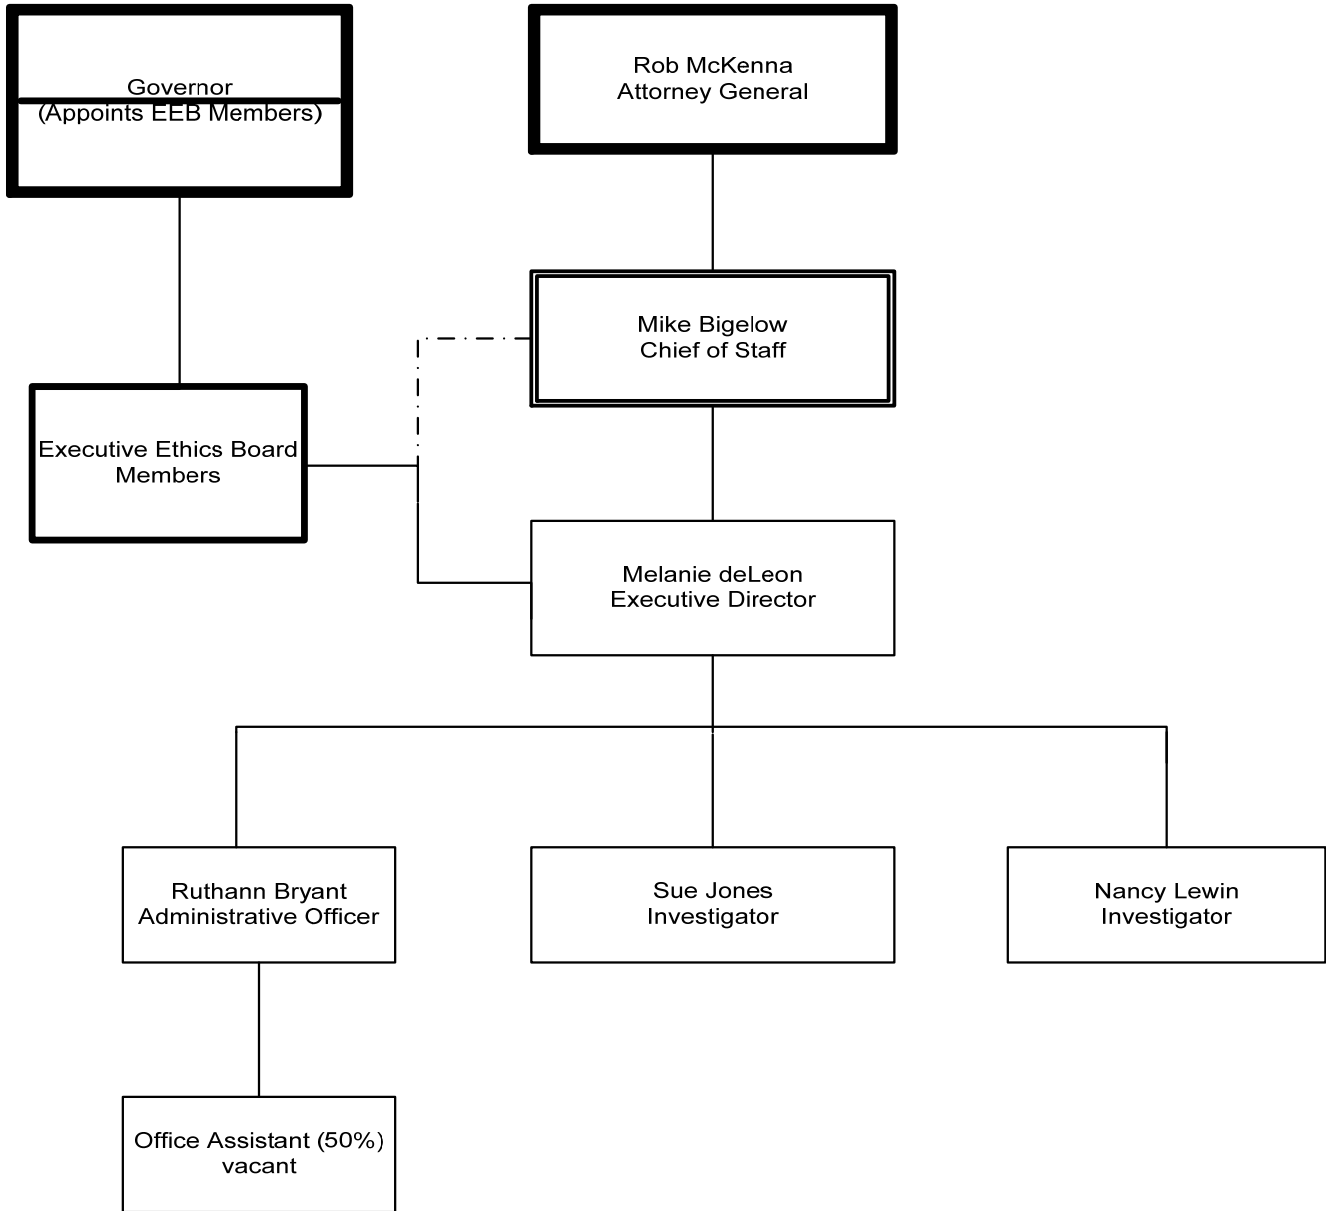 Governor
(Appoints EEB Members)
Rob McKenna
Attorney General
Mike Bigelow
Chief of Staff
Executive Ethics Board
Members
Melanie deLeon
Executive Director
Ruthann Bryant
Administrative Officer
Sue Jones
Investigator
Nancy Lewin
Investigator
Office Assistant (50%)
vacant